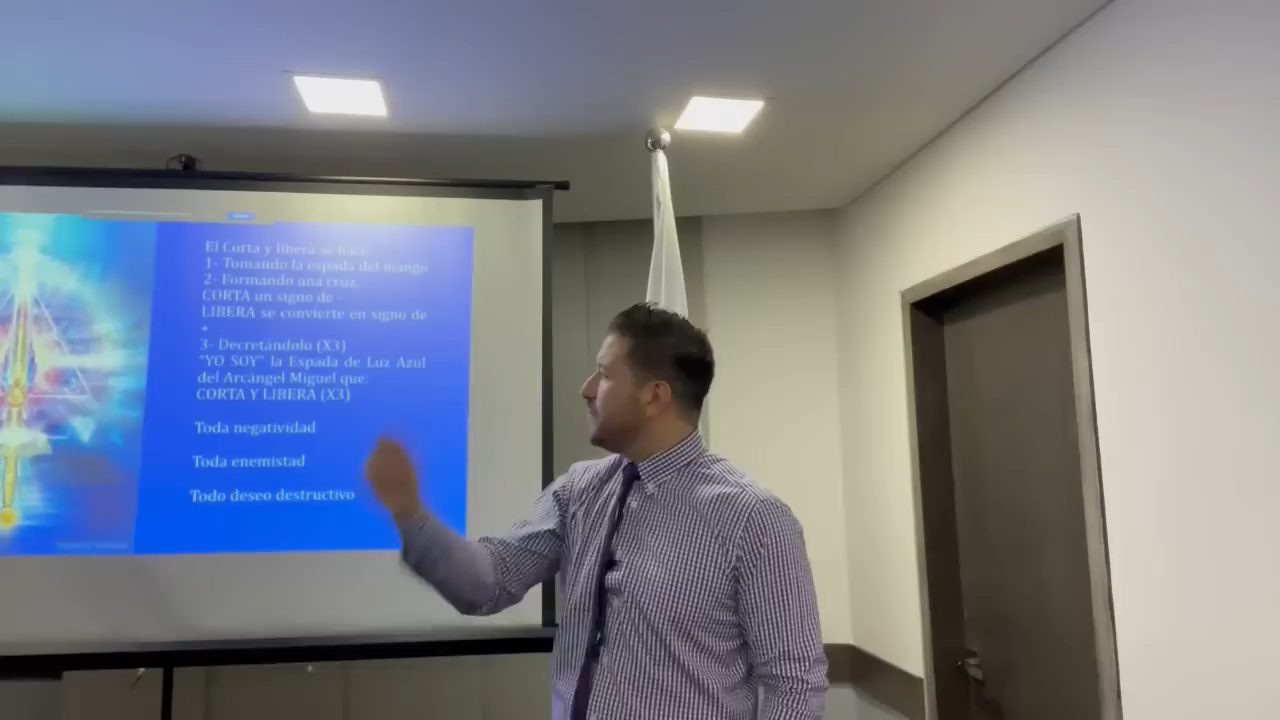 El Corta y libera se hace
1- Tomando la espada del mango
2- Formando una cruz.
CORTA un signo de -
LIBERA se convierte en signo de
+
3- Decretándolo (X3)
"YO SOY" la Espada de Luz Azul
del Arcángel Miguel que:
CORTA Y LIBERA (X3)
Toda negatividad
Toda enemistad
Todo deseo destructivo